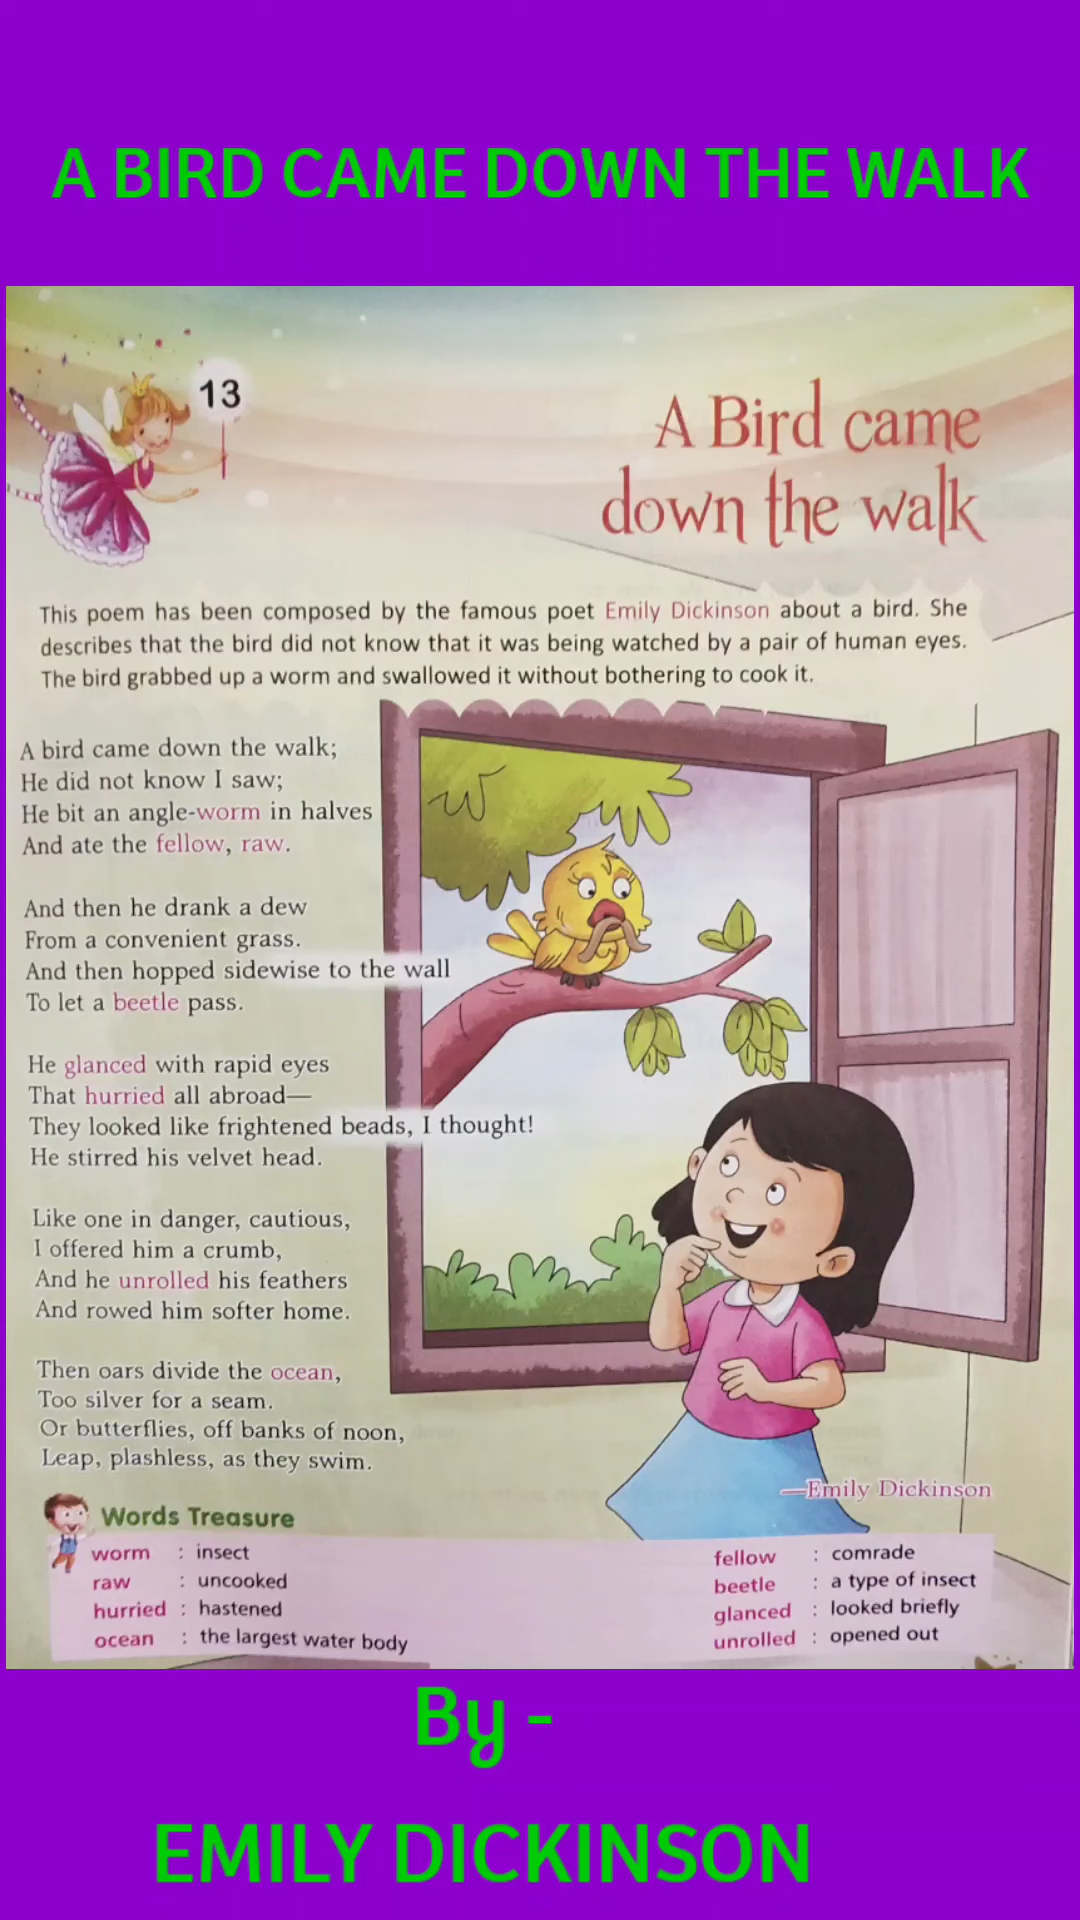 A BIRD CAME DOWN THE WALK
13
A Bird came
down the walk
This poem has been composed by the famous poet Emily Dickinson about a bird. She
describes that the bird did not know that it was being watched by a pair of human eyes.
The bird grabbed up a worm and swallowed it without bothering to cook it.
A bird came down the walk;
He did not know I saw;
He bit an angle-worm in halves
And ate the fellow, raw.
And then he drank a dew
From a convenient grass.
And then hopped sidewise to the wall
To let a beetle pass.
He glanced with rapid eyes
That hurried all abroad—
They looked like frightened beads, I thought!
He stirred his velvet head.
Like one in danger, cautious,
I offered him a crumb,
And he unrolled his feathers
And rowed him softer home.
Then oars divide the ocean,
Too silver for a seam.
Or butterflies, off banks of noon,
Leap, plashless, as they swim.
—Emily Dickinson
Words Treasure
worm : insect
raw : uncooked
hurried : hastened
ocean : the largest water body
fellow : comrade
beetle : a type of insect
glanced : looked briefly
unrolled : opened out
By -
EMILY DICKINSON